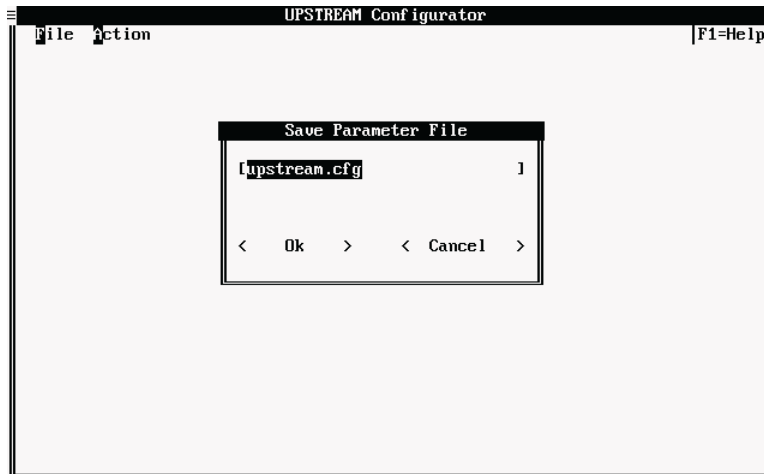 UPSTREAM Configurator
File Action |F1=Help
Save Parameter File
[upstream.cfg ]
< Ok > < Cancel >